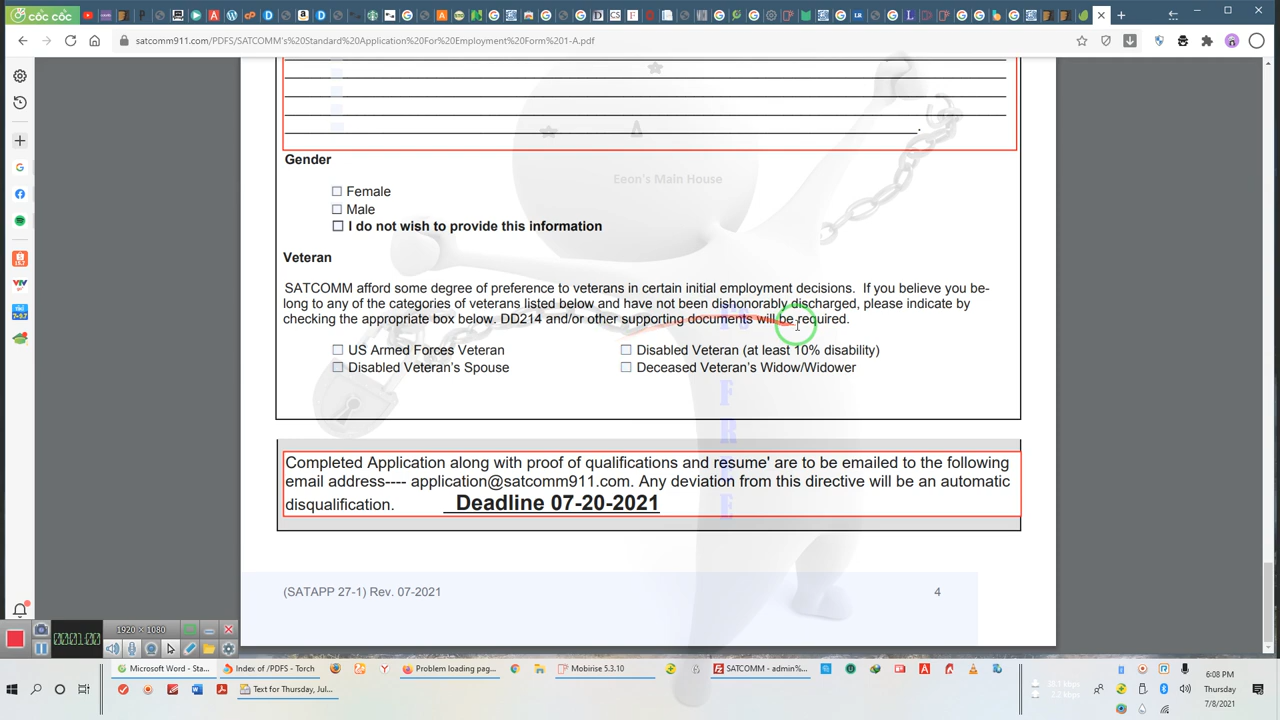 cốc cốc
satcomm911.com/PDFS/SATCOMM's%20Standard%20Application%20For%20Employment%20Form%201-A.pdf
Eeon's Main House
Gender
Female
Male
I do not wish to provide this information
Veteran
SATCOMM afford some degree of preference to veterans in certain initial employment decisions. If you believe you be-
long to any of the categories of veterans listed below and have not been dishonorably discharged, please indicate by
checking the appropriate box below. DD214 and/or other supporting documents will be required.
US Armed Forces Veteran
Disabled Veteran (at least 10% disability)
Disabled Veteran's Spouse
Deceased Veteran's Widow/Widower
F
R
E
E
Completed Application along with proof of qualifications and resume' are to be emailed to the following
email address---- application@satcomm911.com. Any deviation from this directive will be an automatic
disqualification. Deadline 07-20-2021
(SATAPP 27-1) Rev. 07-2021
4
00:01:00
1920 × 1080
Microsoft Word - Sta...
Index of /PDFS - Torch
Problem loading pag...
Mobirise 5.3.10
SATCOMM - admin%...
Text for Thursday, Jul...
6:08 PM
Thursday
7/8/2021